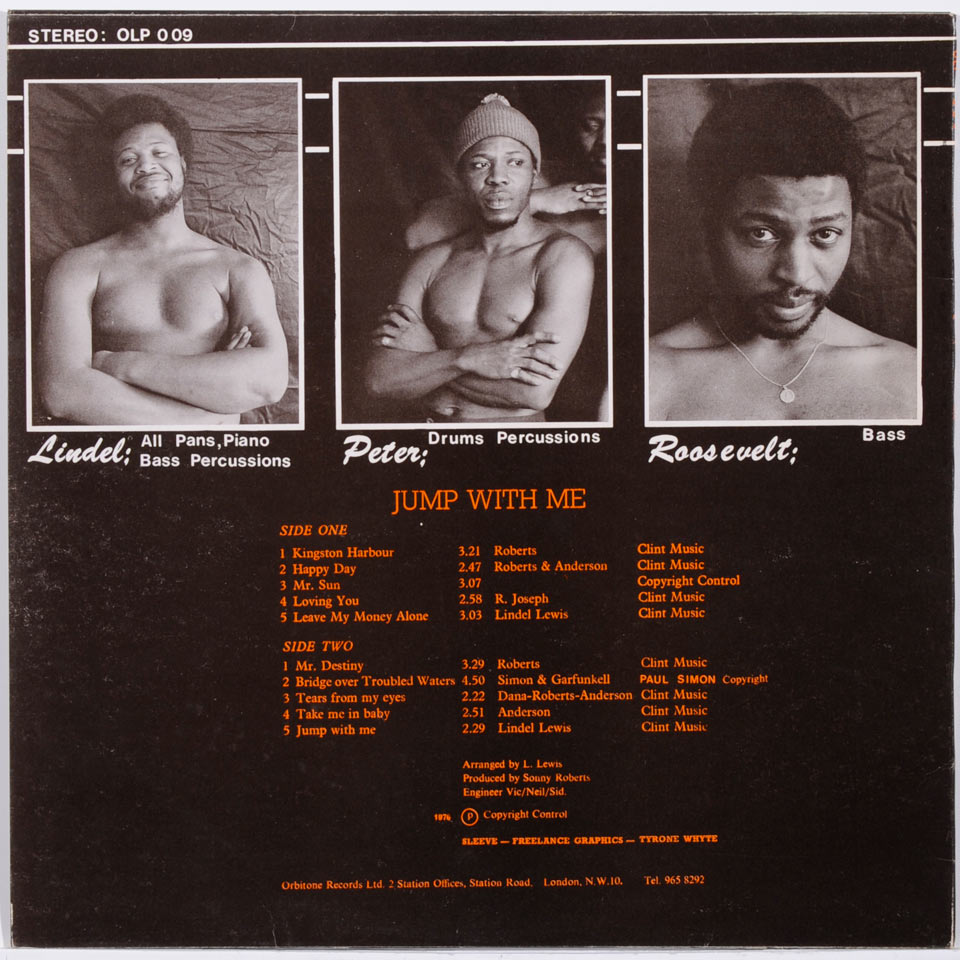 STEREO: OLP 009
Lindel; All Pans, Piano
Bass Percussions
Peter; Drums Percussions
Roosevelt; Bass
JUMP WITH ME
SIDE ONE
1 Kingston Harbour 3.21 Roberts Clint Music
2 Happy Day 2.47 Roberts & Anderson Clint Music
3 Mr. Sun 3.07 Copyright Control
4 Loving You 2.58 R. Joseph Clint Music
5 Leave My Money Alone 3.03 Lindel Lewis Clint Music
SIDE TWO
1 Mr. Destiny 3.29 Roberts Clint Music
2 Bridge over Troubled Waters 4.50 Simon & Garfunkell PAUL SIMON Copyright
3 Tears from my eyes 2.22 Dana-Roberts-Anderson Clint Music
4 Take me in baby 2.51 Anderson Clint Music
5 Jump with me 2.29 Lindel Lewis Clint Music
Arranged by L. Lewis
Produced by Sonny Roberts
Engineer Vic/Neil/Sid.
1976 Ⓟ Copyright Control
SLEEVE — FREELANCE GRAPHICS — TYRONE WHYTE
Orbitone Records Ltd. 2 Station Offices, Station Road, London, N.W.10. Tel. 965 8292